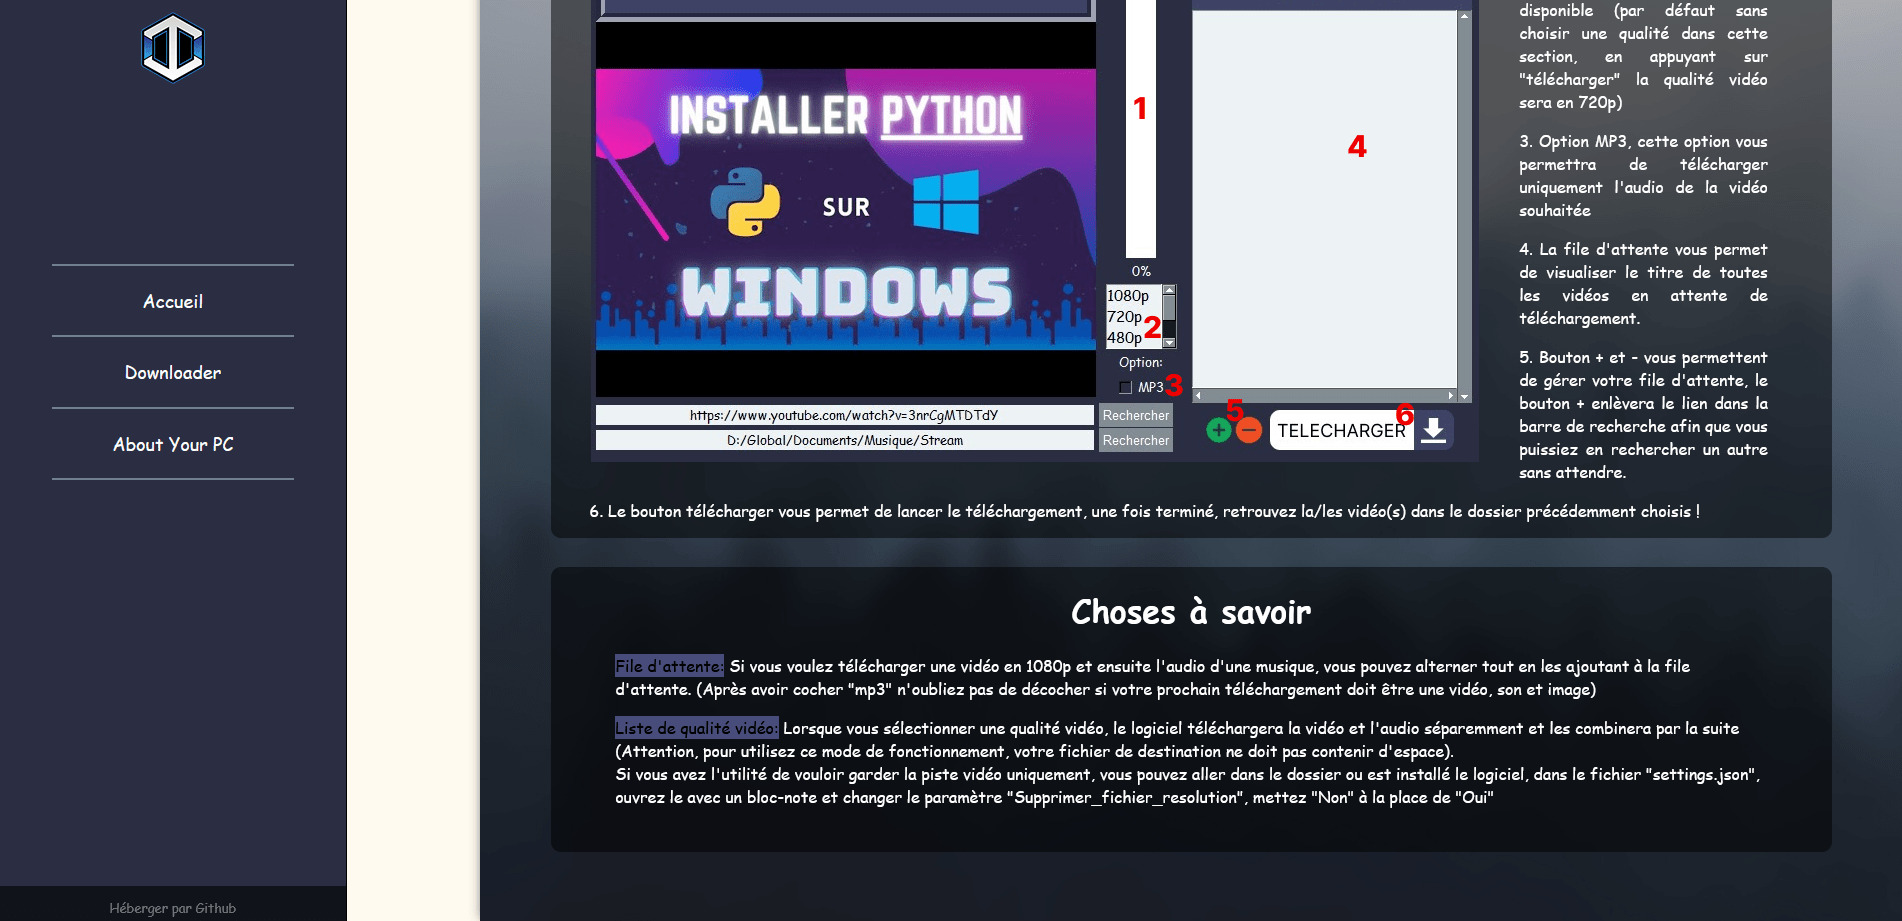 Accueil
Downloader
About Your PC
Héberger par Github
INSTALLER PYTHON
SUR
WINDOWS
1
0%
1080p
720p
480p
2
Option:
MP3
3
4
https://www.youtube.com/watch?v=3nrCgMTDTdY
Rechercher
D:/Global/Documents/Musique/Stream
Rechercher
5
TELECHARGER
6
disponible (par défaut sans
choisir une qualité dans cette
section, en appuyant sur
"télécharger" la qualité vidéo
sera en 720p)
3. Option MP3, cette option vous
permettra de télécharger
uniquement l'audio de la vidéo
souhaitée
4. La file d'attente vous permet
de visualiser le titre de toutes
les vidéos en attente de
téléchargement.
5. Bouton + et - vous permettent
de gérer votre file d'attente, le
bouton + enlèvera le lien dans la
barre de recherche afin que vous
puissiez en rechercher un autre
sans attendre.
6. Le bouton télécharger vous permet de lancer le téléchargement, une fois terminé, retrouvez la/les vidéo(s) dans le dossier précédemment choisis !
Choses à savoir
File d'attente: Si vous voulez télécharger une vidéo en 1080p et ensuite l'audio d'une musique, vous pouvez alterner tout en les ajoutant à la file
d'attente. (Après avoir cocher "mp3" n'oubliez pas de décocher si votre prochain téléchargement doit être une vidéo, son et image)
Liste de qualité vidéo: Lorsque vous sélectionner une qualité vidéo, le logiciel téléchargera la vidéo et l'audio séparemment et les combinera par la suite
(Attention, pour utilisez ce mode de fonctionnement, votre fichier de destination ne doit pas contenir d'espace).
Si vous avez l'utilité de vouloir garder la piste vidéo uniquement, vous pouvez aller dans le dossier ou est installé le logiciel, dans le fichier "settings.json",
ouvrez le avec un bloc-note et changer le paramètre "Supprimer_fichier_resolution", mettez "Non" à la place de "Oui"